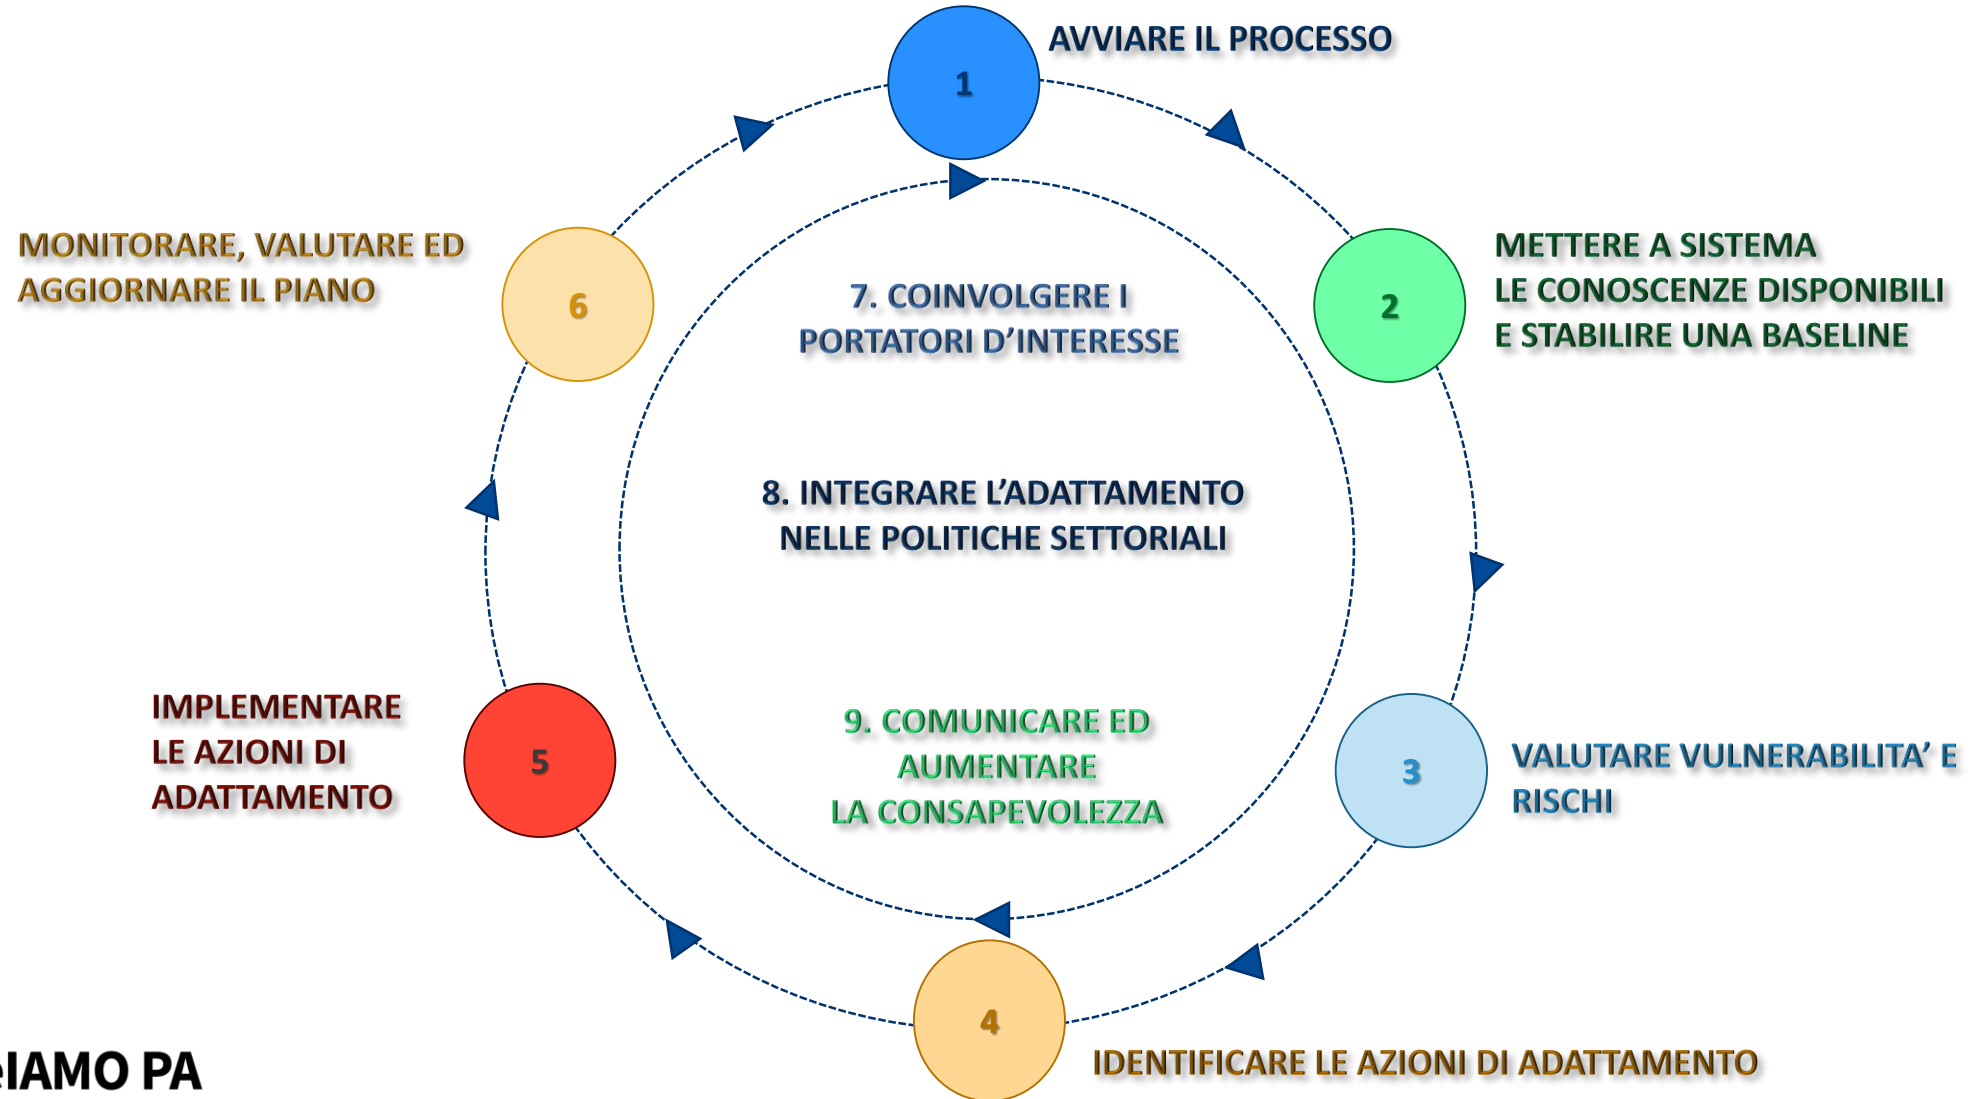 1
AVVIARE IL PROCESSO
2
METTERE A SISTEMA
LE CONOSCENZE DISPONIBILI
E STABILIRE UNA BASELINE
3
VALUTARE VULNERABILITA’ E
RISCHI
4
IDENTIFICARE LE AZIONI DI ADATTAMENTO
5
IMPLEMENTARE
LE AZIONI DI
ADATTAMENTO
6
MONITORARE, VALUTARE ED
AGGIORNARE IL PIANO
7. COINVOLGERE I
PORTATORI D’INTERESSE
8. INTEGRARE L’ADATTAMENTO
NELLE POLITICHE SETTORIALI
9. COMUNICARE ED
AUMENTARE
LA CONSAPEVOLEZZA
eIAMO PA